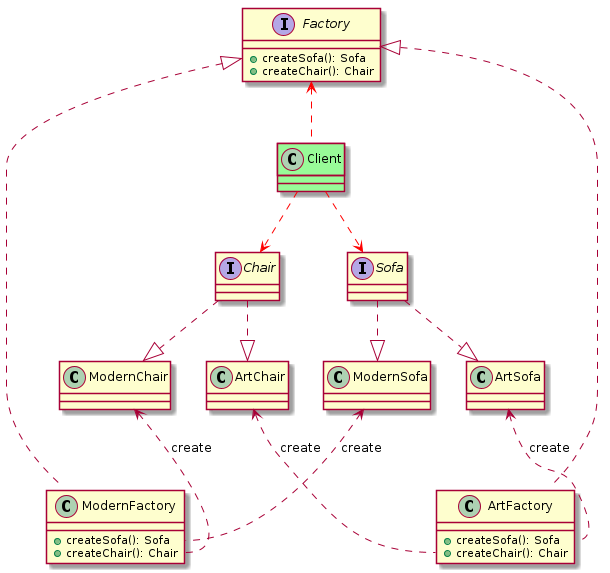 I Factory
createSofa(): Sofa
createChair(): Chair
C Client
I Chair
I Sofa
C ModernChair
C ArtChair
C ModernSofa
C ArtSofa
create
create
create
create
C ModernFactory
createSofa(): Sofa
createChair(): Chair
C ArtFactory
createSofa(): Sofa
createChair(): Chair